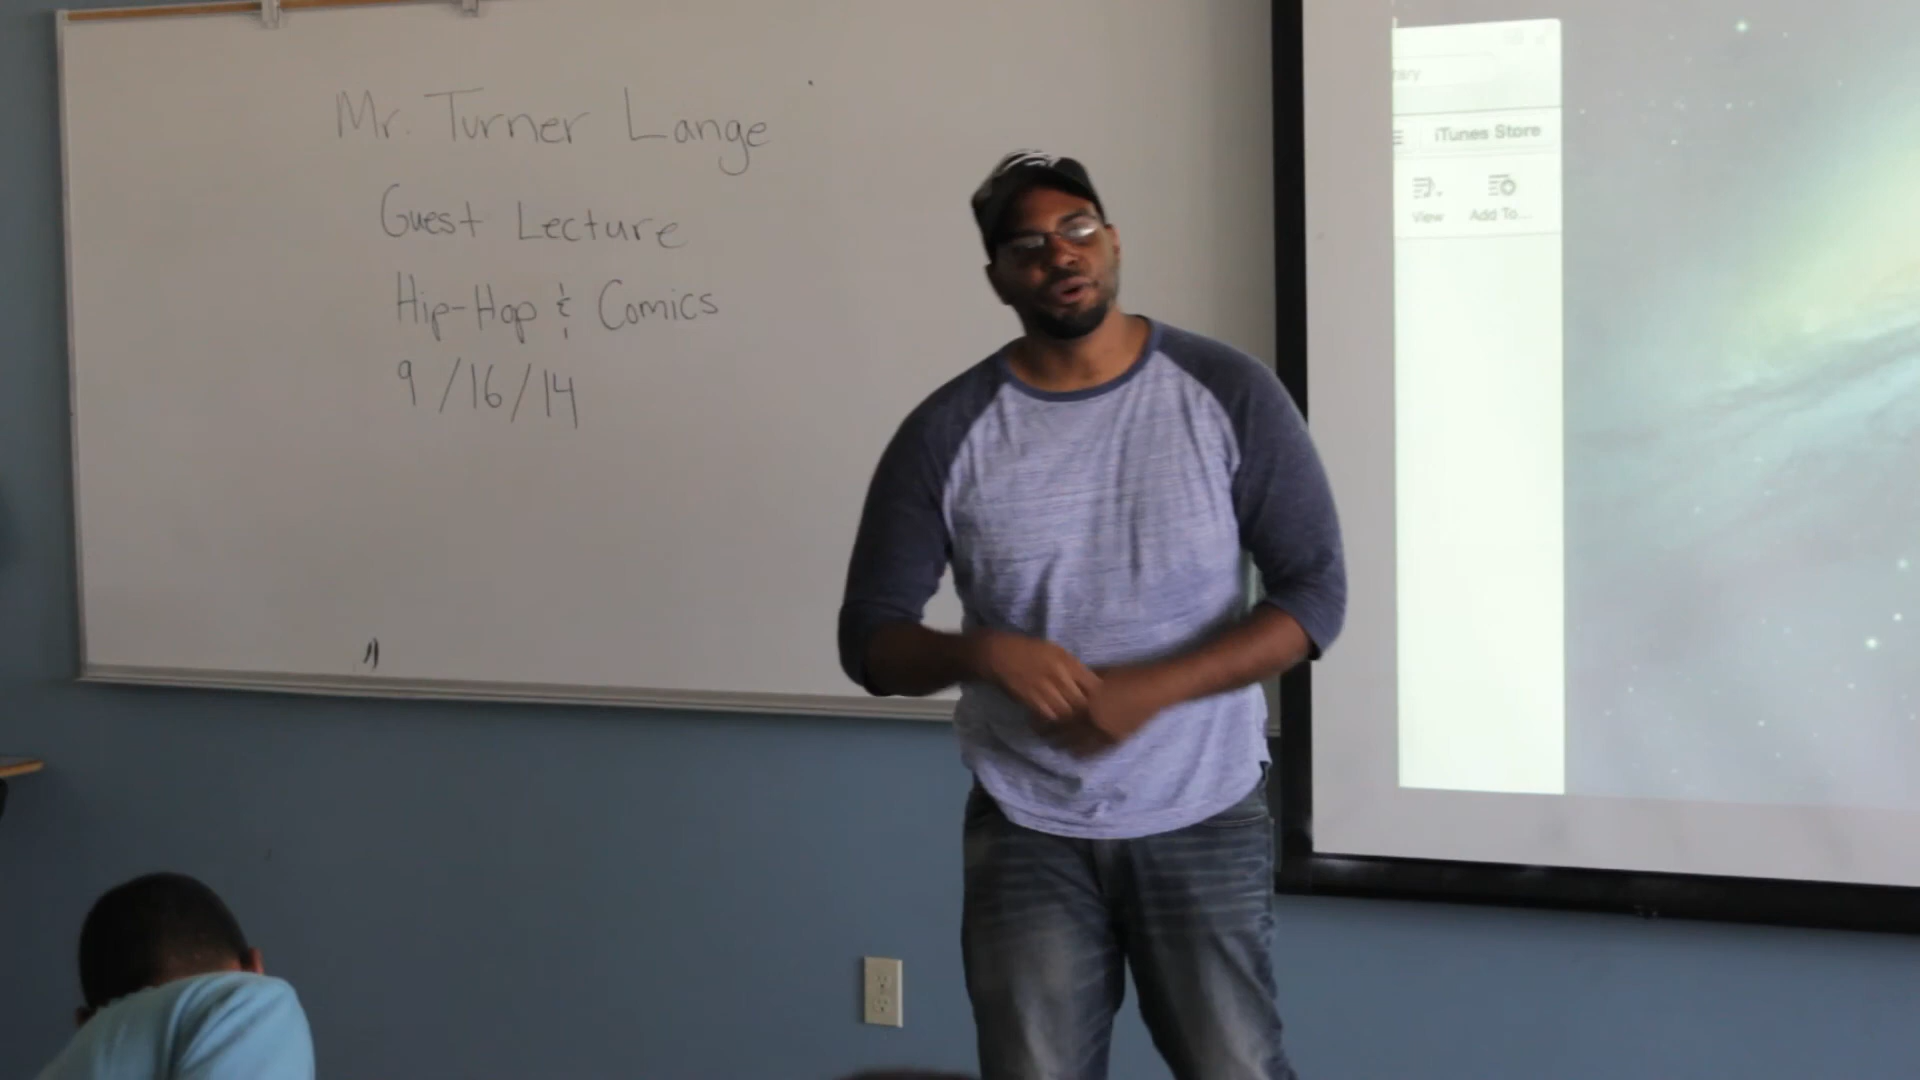 Mr. Turner Lange
Guest Lecture
Hip-Hop & Comics
9/16/14
iTunes Store
View Add To...